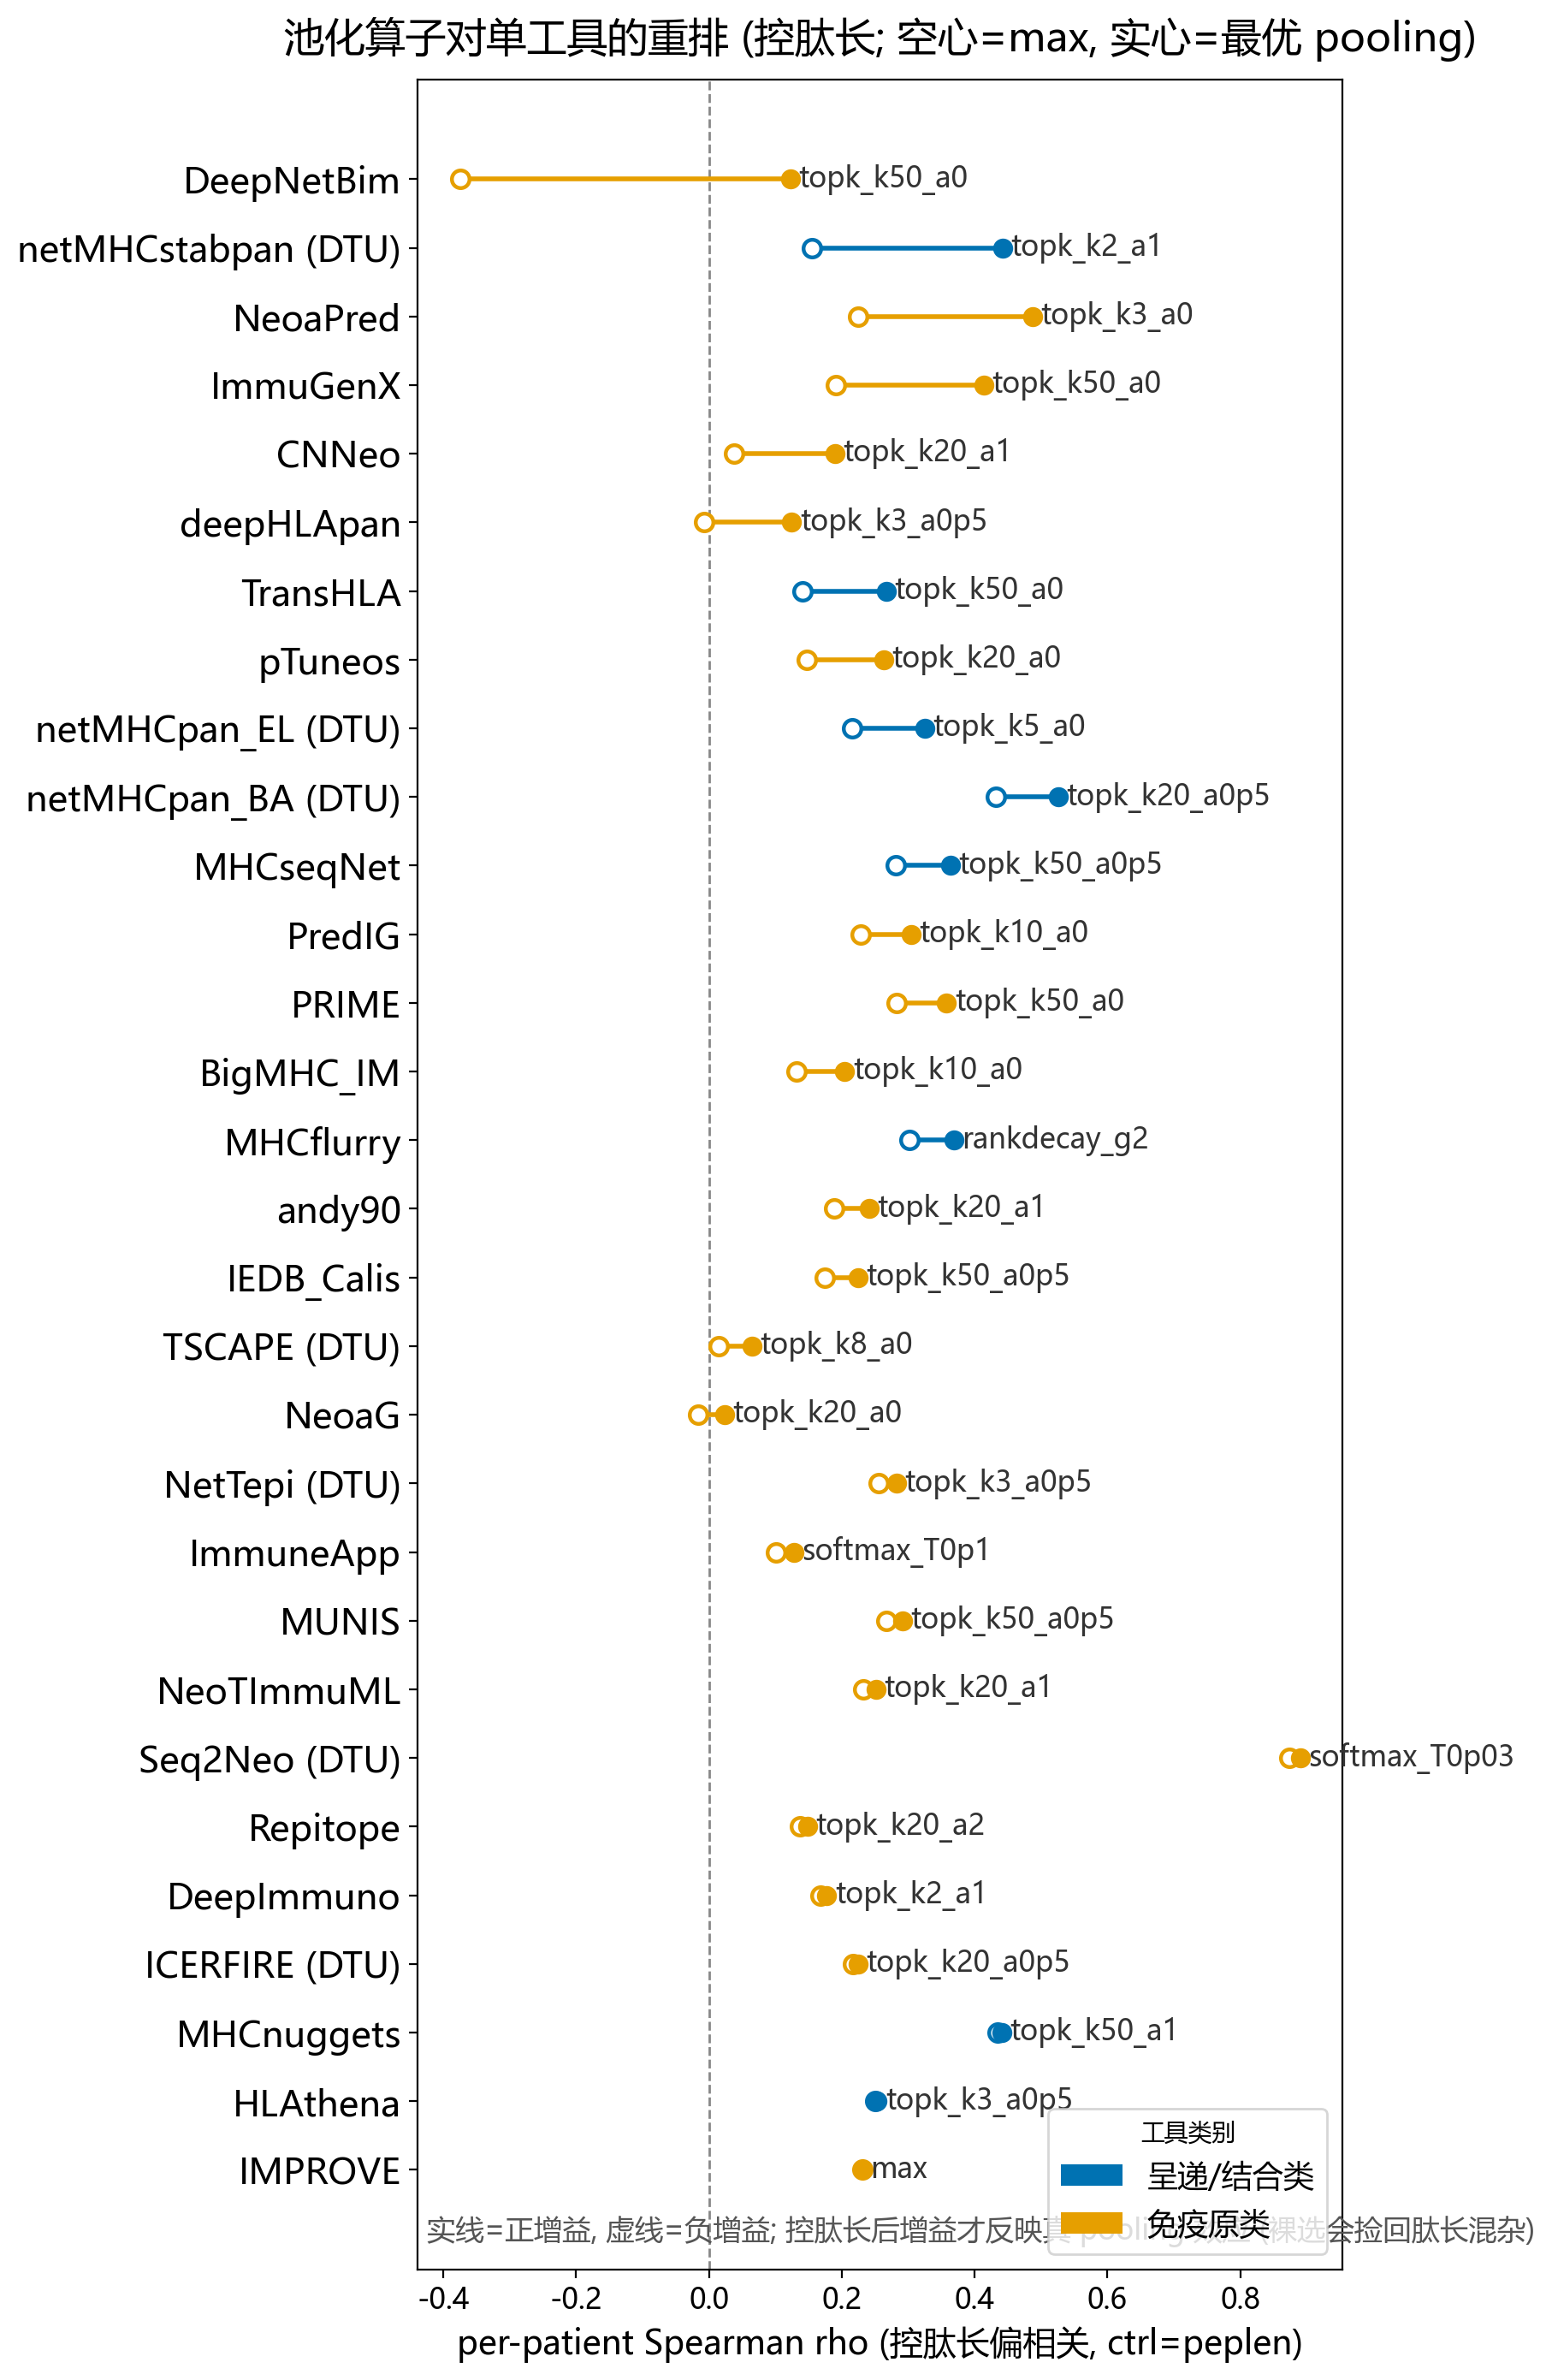 池化算子对单工具的重排 (控肽长; 空心=max, 实心=最优 pooling)
DeepNetBim
topk_k50_a0
netMHCstabpan (DTU)
topk_k2_a1
NeoaPred
topk_k3_a0
ImmuGenX
topk_k50_a0
CNNeo
topk_k20_a1
deepHLApan
topk_k3_a0p5
TransHLA
topk_k50_a0
pTuneos
topk_k20_a0
netMHCpan_EL (DTU)
topk_k5_a0
netMHCpan_BA (DTU)
topk_k20_a0p5
MHCseqNet
topk_k50_a0p5
PredIG
topk_k10_a0
PRIME
topk_k50_a0
BigMHC_IM
topk_k10_a0
MHCflurry
rankdecay_g2
andy90
topk_k20_a1
IEDB_Calis
topk_k50_a0p5
TSCAPE (DTU)
topk_k8_a0
NeoaG
topk_k20_a0
NetTepi (DTU)
topk_k3_a0p5
ImmuneApp
softmax_T0p1
MUNIS
topk_k50_a0p5
NeoTImmuML
topk_k20_a1
Seq2Neo (DTU)
softmax_T0p03
Repitope
topk_k20_a2
DeepImmuno
topk_k2_a1
ICERFIRE (DTU)
topk_k20_a0p5
MHCnuggets
topk_k50_a1
HLAthena
topk_k3_a0p5
IMPROVE
max
工具类别
呈递/结合类
免疫原类
实线=正增益, 虚线=负增益; 控肽长后增益才反映真 pooling (裸选会捡回肽长混杂)
-0.4 -0.2 0.0 0.2 0.4 0.6 0.8
per-patient Spearman rho (控肽长偏相关, ctrl=peplen)